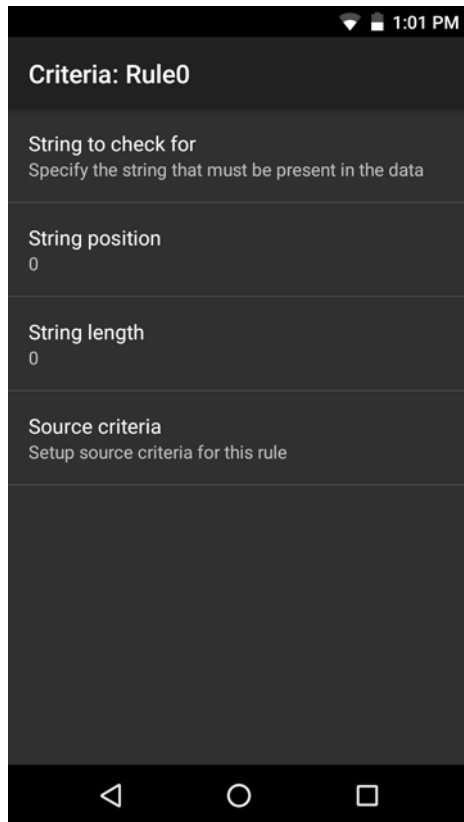 1:01 PM
Criteria: Rule0
String to check for
Specify the string that must be present in the data
String position
0
String length
0
Source criteria
Setup source criteria for this rule